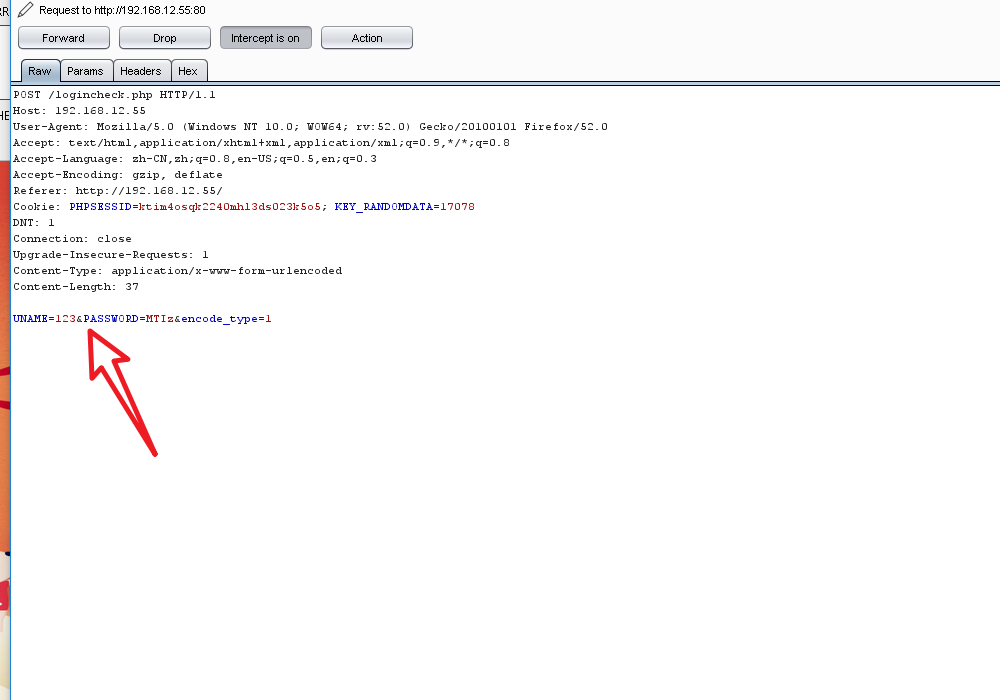 Request to http://192.168.12.55:80
Forward Drop Intercept is on Action
Raw Params Headers Hex
POST /logincheck.php HTTP/1.1
Host: 192.168.12.55
User-Agent: Mozilla/5.0 (Windows NT 10.0; WOW64; rv:52.0) Gecko/20100101 Firefox/52.0
Accept: text/html,application/xhtml+xml,application/xml;q=0.9,*/*;q=0.8
Accept-Language: zh-CN,zh;q=0.8,en-US;q=0.5,en;q=0.3
Accept-Encoding: gzip, deflate
Referer: http://192.168.12.55/
Cookie: PHPSESSID=ktim4osqk2240mhl3ds023k5o5; KEY_RANDOMDATA=17078
DNT: 1
Connection: close
Upgrade-Insecure-Requests: 1
Content-Type: application/x-www-form-urlencoded
Content-Length: 37
UNAME=123&PASSWORD=MTIz&encode_type=1